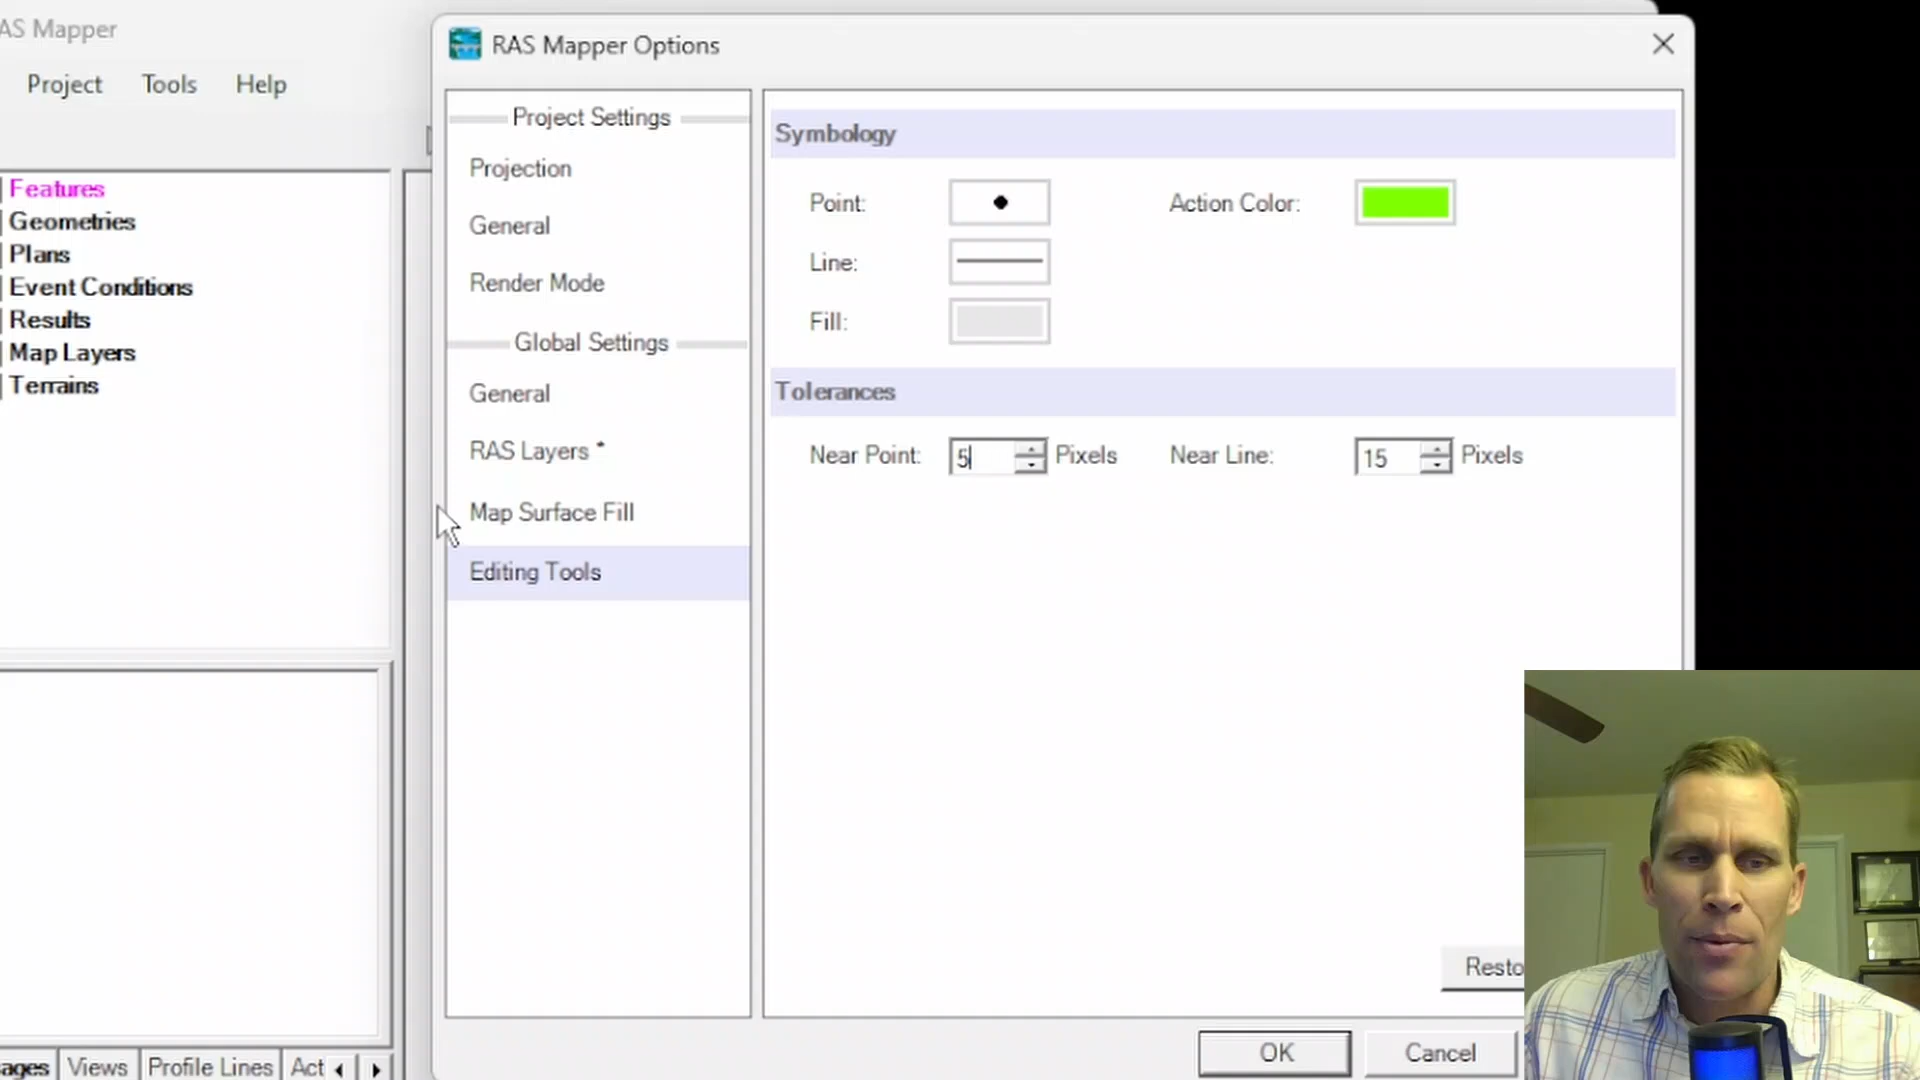 AS Mapper
Project Tools Help
Features
Geometries
Plans
Event Conditions
Results
Map Layers
Terrains
ages Views Profile Lines Act
RAS Mapper Options
Project Settings
Projection
General
Render Mode
Global Settings
General
RAS Layers *
Map Surface Fill
Editing Tools
Symbology
Point: Action Color:
Line:
Fill:
Tolerances
Near Point: 5 Pixels Near Line: 15 Pixels
Resto
OK Cancel